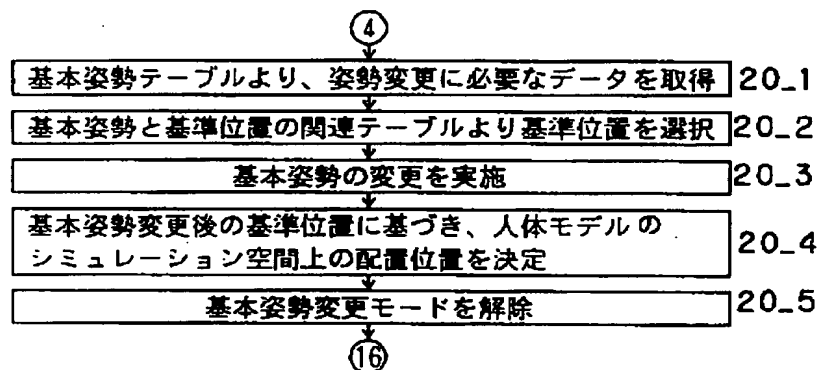 ④
基本姿勢テーブルより、姿勢変更に必要なデータを取得 20_1
基本姿勢と基準位置の関連テーブルより基準位置を選択 20_2
基本姿勢の変更を実施 20_3
基本姿勢変更後の基準位置に基づき、人体モデルの
シミュレーション空間上の配置位置を決定 20_4
基本姿勢変更モードを解除 20_5
⑯